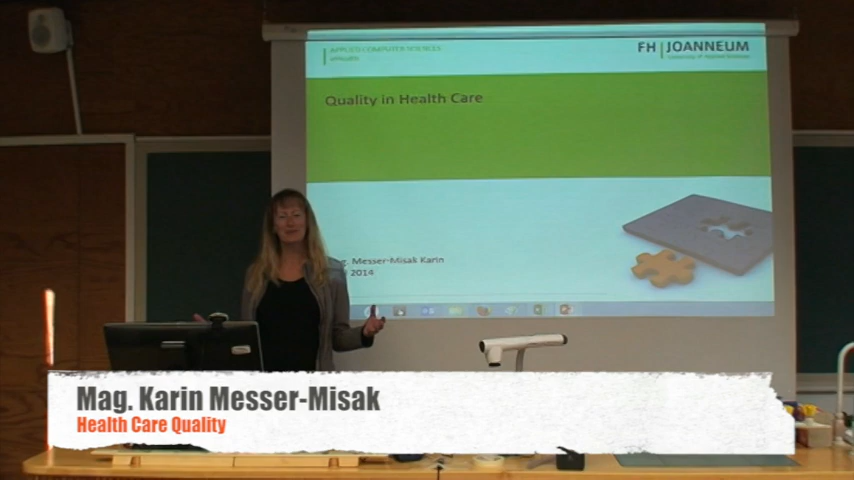 APPLIED COMPUTER SCIENCES
eHealth
FH JOANNEUM
University of Applied Sciences
Quality in Health Care
Messer-Misak Karin
2014
Mag. Karin Messer-Misak
Health Care Quality